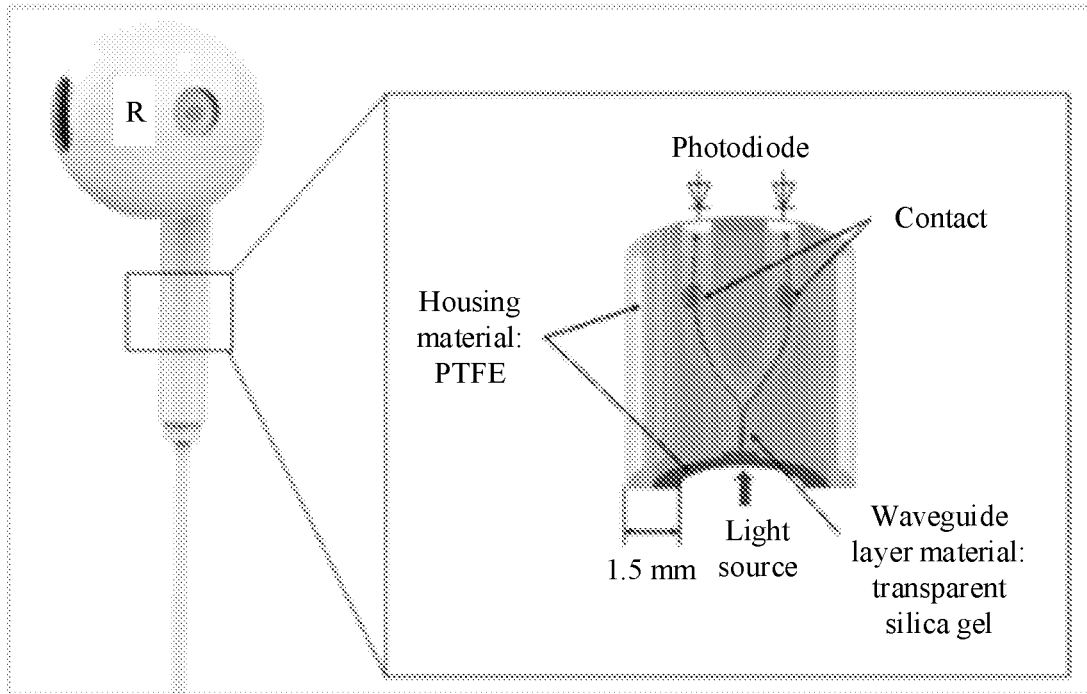 R
Photodiode
Contact
Housing
material:
PTFE
1.5 mm
Light
source
Waveguide
layer material:
transparent
silica gel